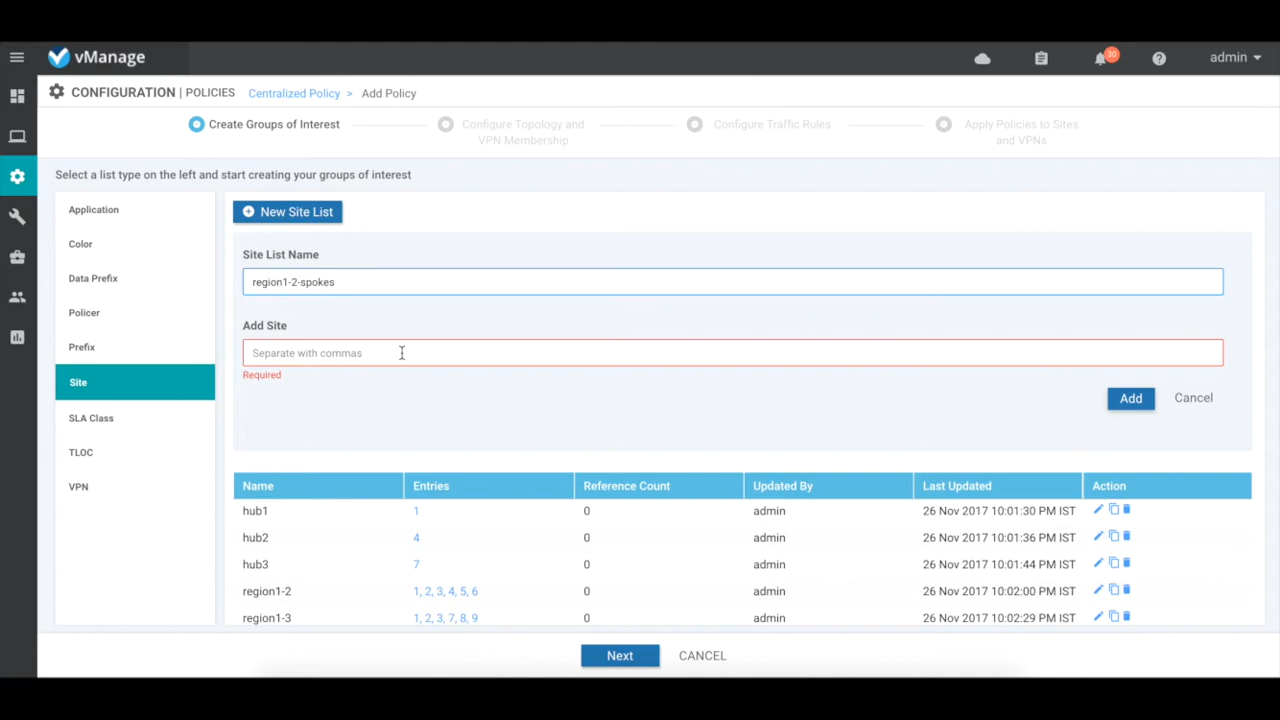 vManage
30
admin
CONFIGURATION | POLICIES Centralized Policy > Add Policy
Create Groups of Interest
Configure Topology and
VPN Membership
Configure Traffic Rules
Apply Policies to Sites
and VPNs
Select a list type on the left and start creating your groups of interest
Application
Color
Data Prefix
Policer
Prefix
Site
SLA Class
TLOC
VPN
New Site List
Site List Name
region1-2-spokes
Add Site
Separate with commas
Required
Add Cancel
Name Entries Reference Count Updated By Last Updated Action
hub1 1 0 admin 26 Nov 2017 10:01:30 PM IST
hub2 4 0 admin 26 Nov 2017 10:01:36 PM IST
hub3 7 0 admin 26 Nov 2017 10:01:44 PM IST
region1-2 1, 2, 3, 4, 5, 6 0 admin 26 Nov 2017 10:02:00 PM IST
region1-3 1, 2, 3, 7, 8, 9 0 admin 26 Nov 2017 10:02:29 PM IST
Next CANCEL